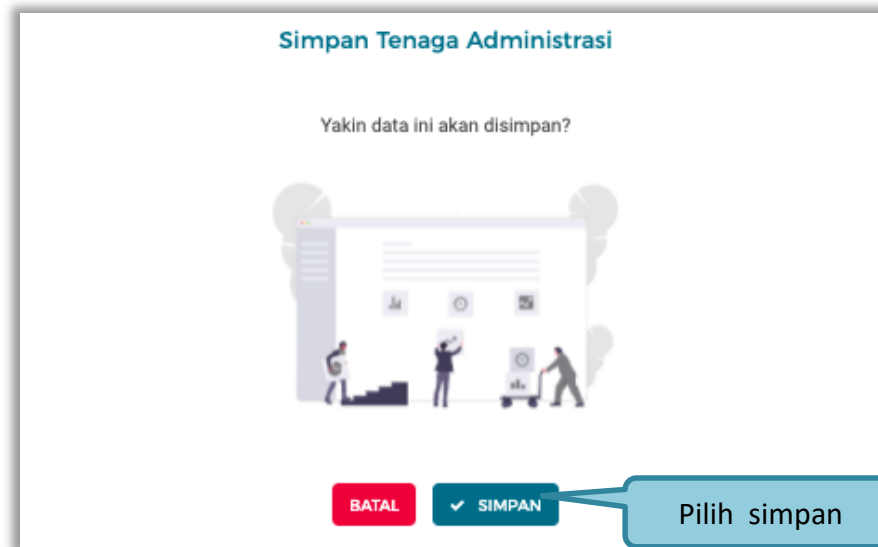 Simpan Tenaga Administrasi
Yakin data ini akan disimpan?
BATAL
SIMPAN
Pilih simpan